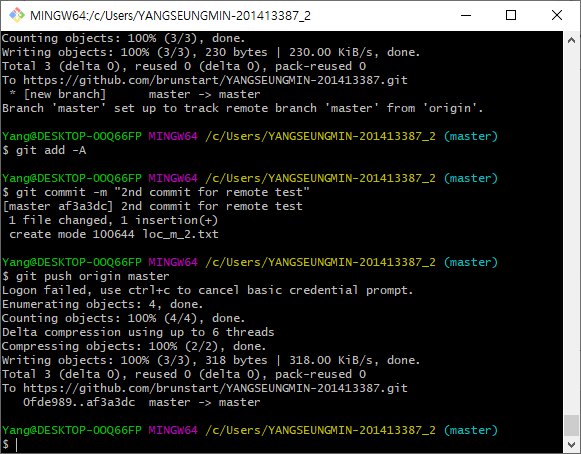 MINGW64:/c/Users/YANGSEUNGMIN-201413387_2
Counting objects: 100% (3/3), done.
Writing objects: 100% (3/3), 230 bytes | 230.00 KiB/s, done.
Total 3 (delta 0), reused 0 (delta 0), pack-reused 0
To https://github.com/brunstart/YANGSEUNGMIN-201413387.git
 * [new branch]      master -> master
Branch 'master' set up to track remote branch 'master' from 'origin'.
Yang@DESKTOP-OOQ66FP MINGW64 /c/Users/YANGSEUNGMIN-201413387_2 (master)
$ git add -A
Yang@DESKTOP-OOQ66FP MINGW64 /c/Users/YANGSEUNGMIN-201413387_2 (master)
$ git commit -m "2nd commit for remote test"
[master af3a3dc] 2nd commit for remote test
 1 file changed, 1 insertion(+)
 create mode 100644 loc_m_2.txt
Yang@DESKTOP-OOQ66FP MINGW64 /c/Users/YANGSEUNGMIN-201413387_2 (master)
$ git push origin master
Logon failed, use ctrl+c to cancel basic credential prompt.
Enumerating objects: 4, done.
Counting objects: 100% (4/4), done.
Delta compression using up to 6 threads
Compressing objects: 100% (2/2), done.
Writing objects: 100% (3/3), 318 bytes | 318.00 KiB/s, done.
Total 3 (delta 0), reused 0 (delta 0), pack-reused 0
To https://github.com/brunstart/YANGSEUNGMIN-201413387.git
   0fde989..af3a3dc  master -> master
Yang@DESKTOP-OOQ66FP MINGW64 /c/Users/YANGSEUNGMIN-201413387_2 (master)
$